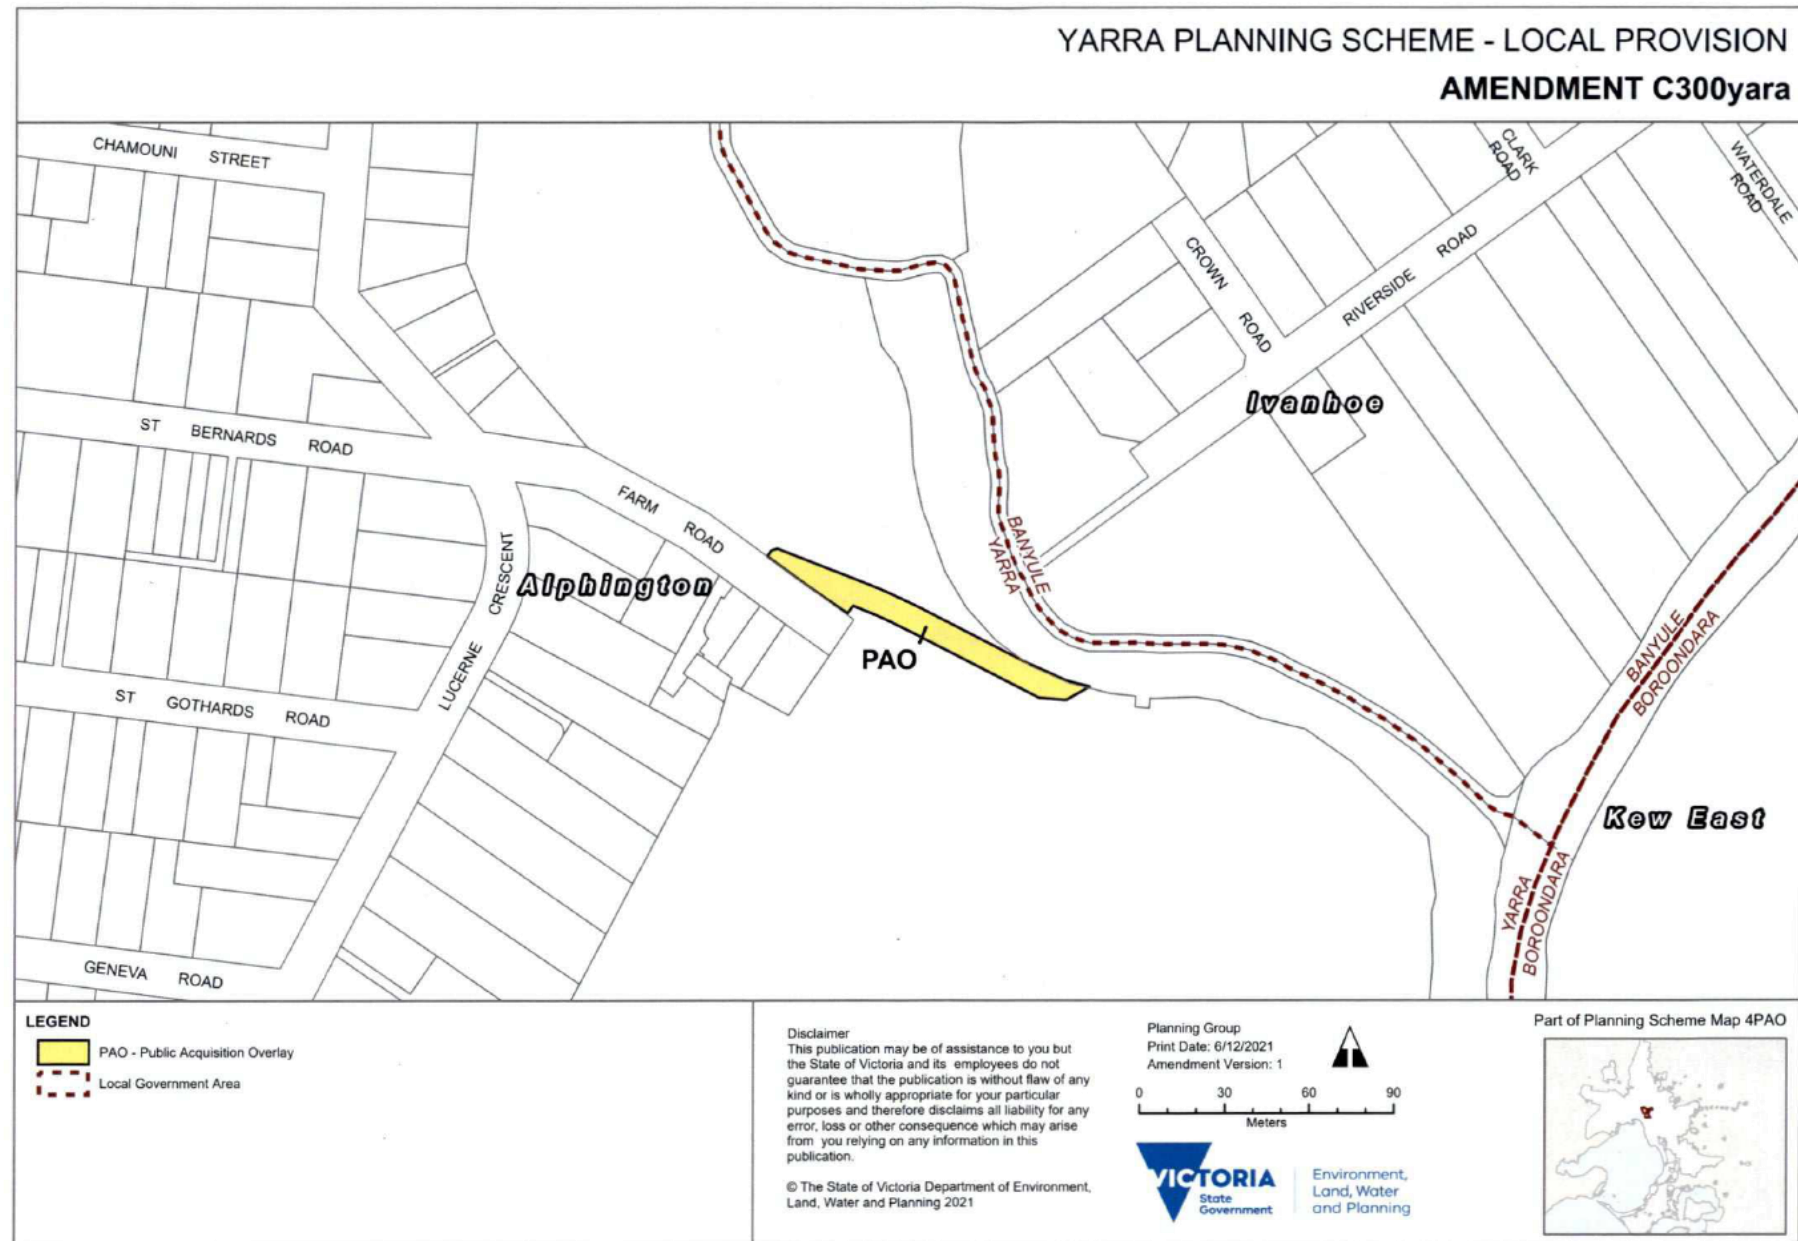 YARRA PLANNING SCHEME - LOCAL PROVISION
AMENDMENT C300yara
CHAMOUNI STREET
CLARK
ROAD
WATERDALE
ROAD
CROWN
ROAD
RIVERSIDE ROAD
Ivanhoe
ST BERNARDS ROAD
FARM ROAD
BANYULE
YARRA
LUCERNE CRESCENT
Alphington
PAO
BANYULE
BOROONDARA
ST GOTHARDS ROAD
Kew East
YARRA
BOROONDARA
GENEVA ROAD
LEGEND
PAO - Public Acquisition Overlay
Local Government Area
Disclaimer
This publication may be of assistance to you but
the State of Victoria and its employees do not
guarantee that the publication is without flaw of any
kind or is wholly appropriate for your particular
purposes and therefore disclaims all liability for any
error, loss or other consequence which may arise
from you relying on any information in this
publication.
© The State of Victoria Department of Environment,
Land, Water and Planning 2021
Planning Group
Print Date: 6/12/2021
Amendment Version: 1
0 30 60 90
Meters
VICTORIA
State
Government
Environment,
Land, Water
and Planning
Part of Planning Scheme Map 4PAO